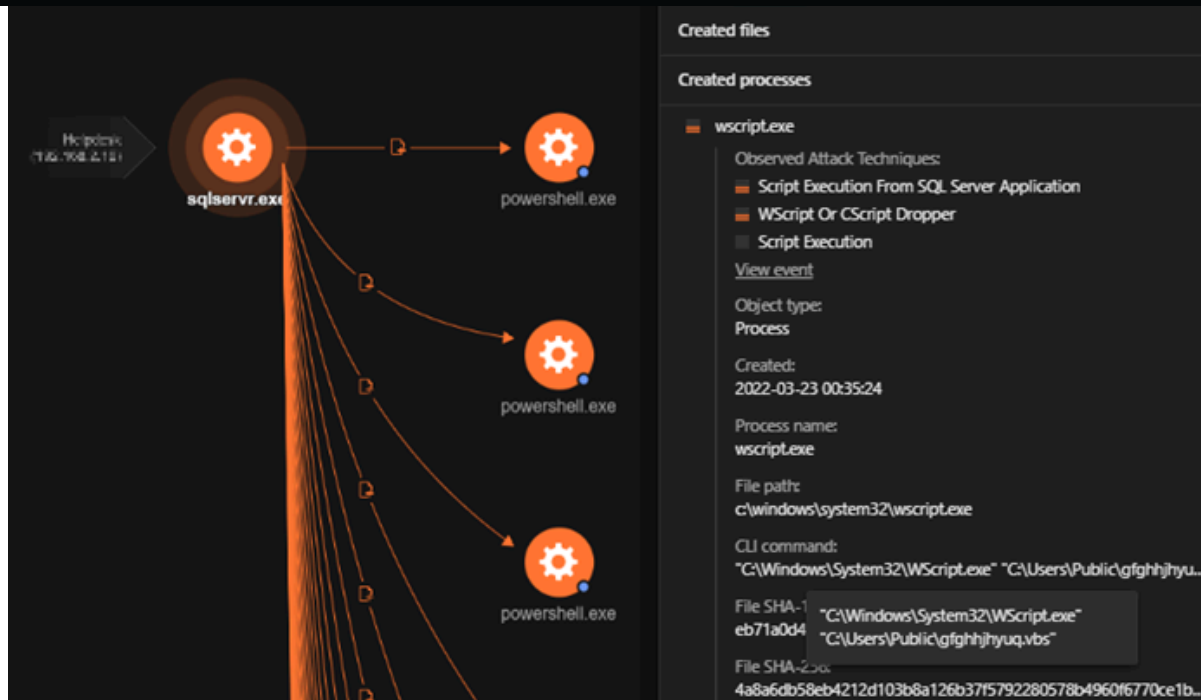 Helpdesk
sqlservr.exe
powershell.exe
powershell.exe
powershell.exe
Created files
Created processes
wscript.exe
Observed Attack Techniques:
Script Execution From SQL Server Application
WScript Or CScript Dropper
Script Execution
View event
Object type:
Process
Created:
2022-03-23 00:35:24
Process name:
wscript.exe
File path:
c:\windows\system32\wscript.exe
CLI command:
"C:\Windows\System32\WScript.exe" "C:\Users\Public\gfghhjhyu...
File SHA-1
eb71a0d4
"C:\Windows\System32\WScript.exe"
"C:\Users\Public\gfghhjhyuq.vbs"
File SHA-256:
4a8a6db58eb4212d103b8a126b37f5792280578b4960f6770ce1b...